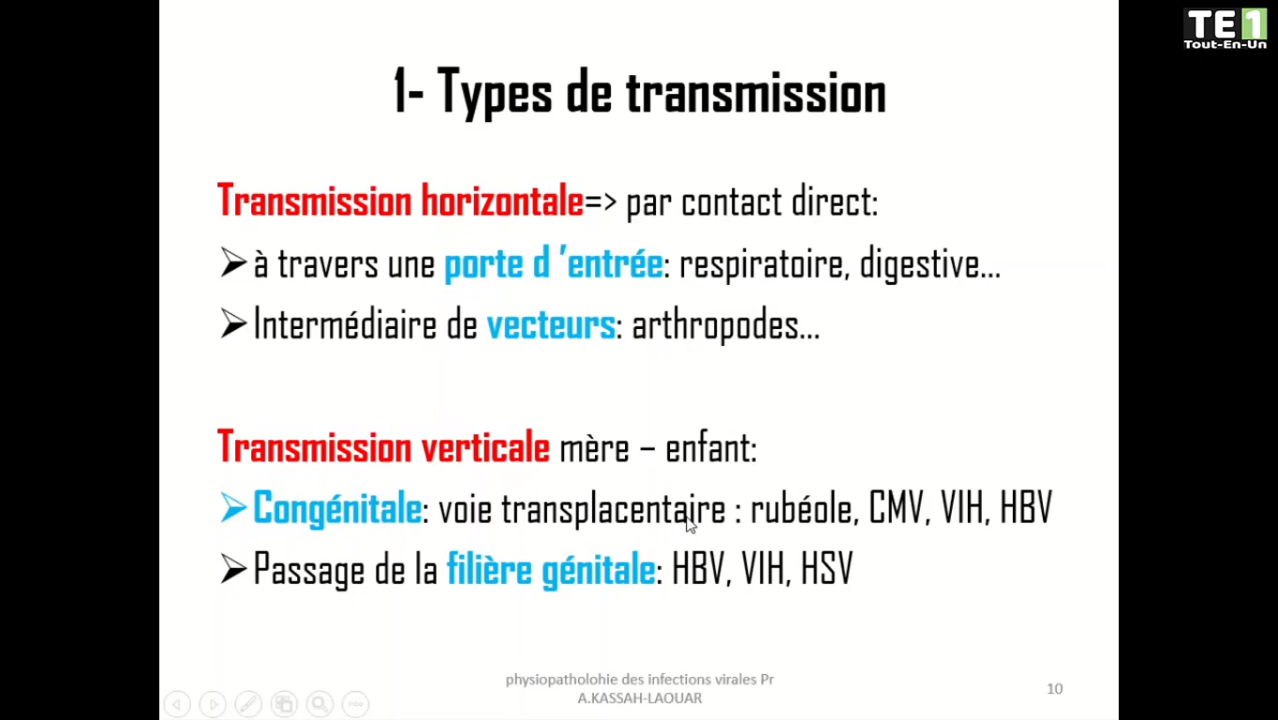 TE1
Tout-En-Un
1- Types de transmission
Transmission horizontale=> par contact direct:
à travers une porte d 'entrée: respiratoire, digestive...
Intermédiaire de vecteurs: arthropodes...
Transmission verticale mère – enfant:
Congénitale: voie transplacentaire : rubéole, CMV, VIH, HBV
Passage de la filière génitale: HBV, VIH, HSV
physiopatholohie des infections virales Pr
A.KASSAH-LAOUAR
10